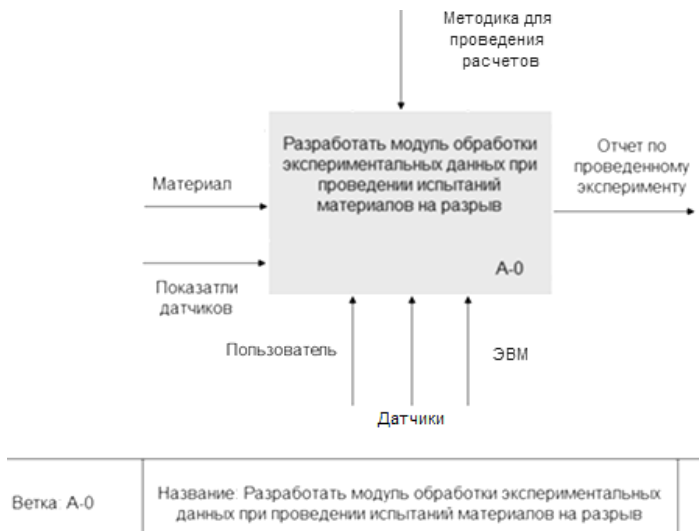 Методика для
проведения
расчетов
Разработать модуль обработки
экспериментальных данных при
проведении испытаний
материалов на разрыв
А-0
Материал
Показатли
датчиков
Отчет по
проведенному
эксперименту
Пользователь
Датчики
ЭВМ
Ветка: А-0
Название: Разработать модуль обработки экспериментальных
данных при проведении испытаний материалов на разрыв